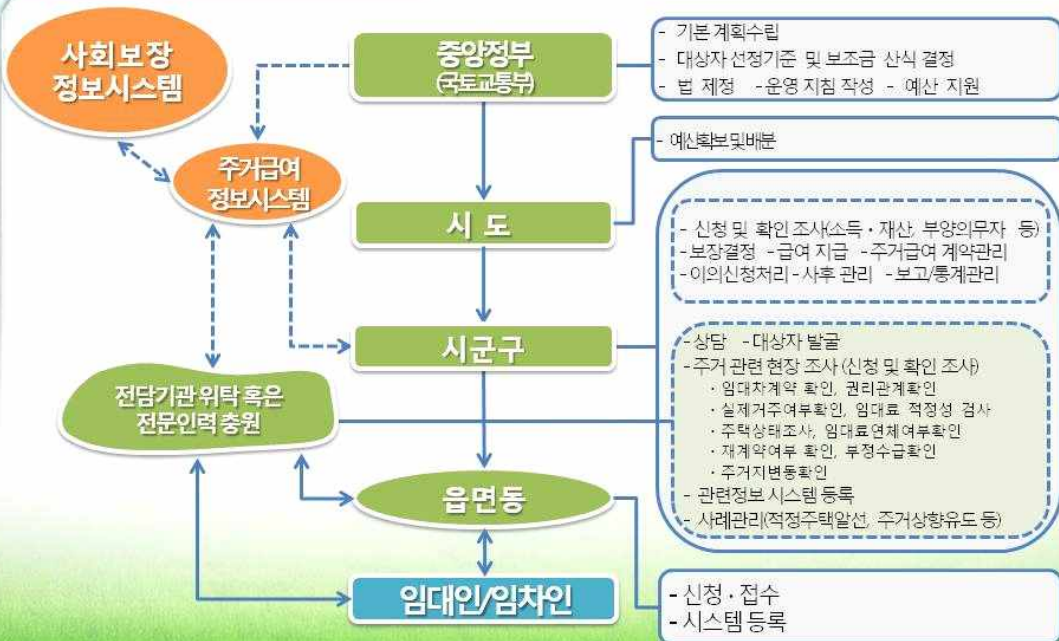 사회보장
정보시스템
중앙정부
(국토교통부)
- 기본 계획수립
- 대상자 선정기준 및 보조금 산식 결정
- 법 제정 - 운영 지침 작성 - 예산 지원
- 예산확보및배분
주거급여
정보시스템
시 도
- 신청 및 확인 조사(소득·재산, 부양의무자 등)
-보장결정 -급여 지급 -주거급여 계약관리
-이의신청처리 -사후 관리 -보고/통계관리
시군구
-상담 -대상자 발굴
-주거 관련 현장 조사 (신청 및 확인 조사)
· 임대차계약 확인, 권리관계확인
· 실제거주여부확인, 임대료 적정성 검사
· 주택상태조사, 임대료연체여부확인
· 재계약여부 확인, 부정수급확인
· 주거지변동확인
- 관련정보 시스템 등록
- 사례관리(적정주택알선, 주거상향유도 등)
전담기관 위탁 혹은
전문인력 충원
읍면동
임대인/임차인
- 신청·접수
- 시스템 등록